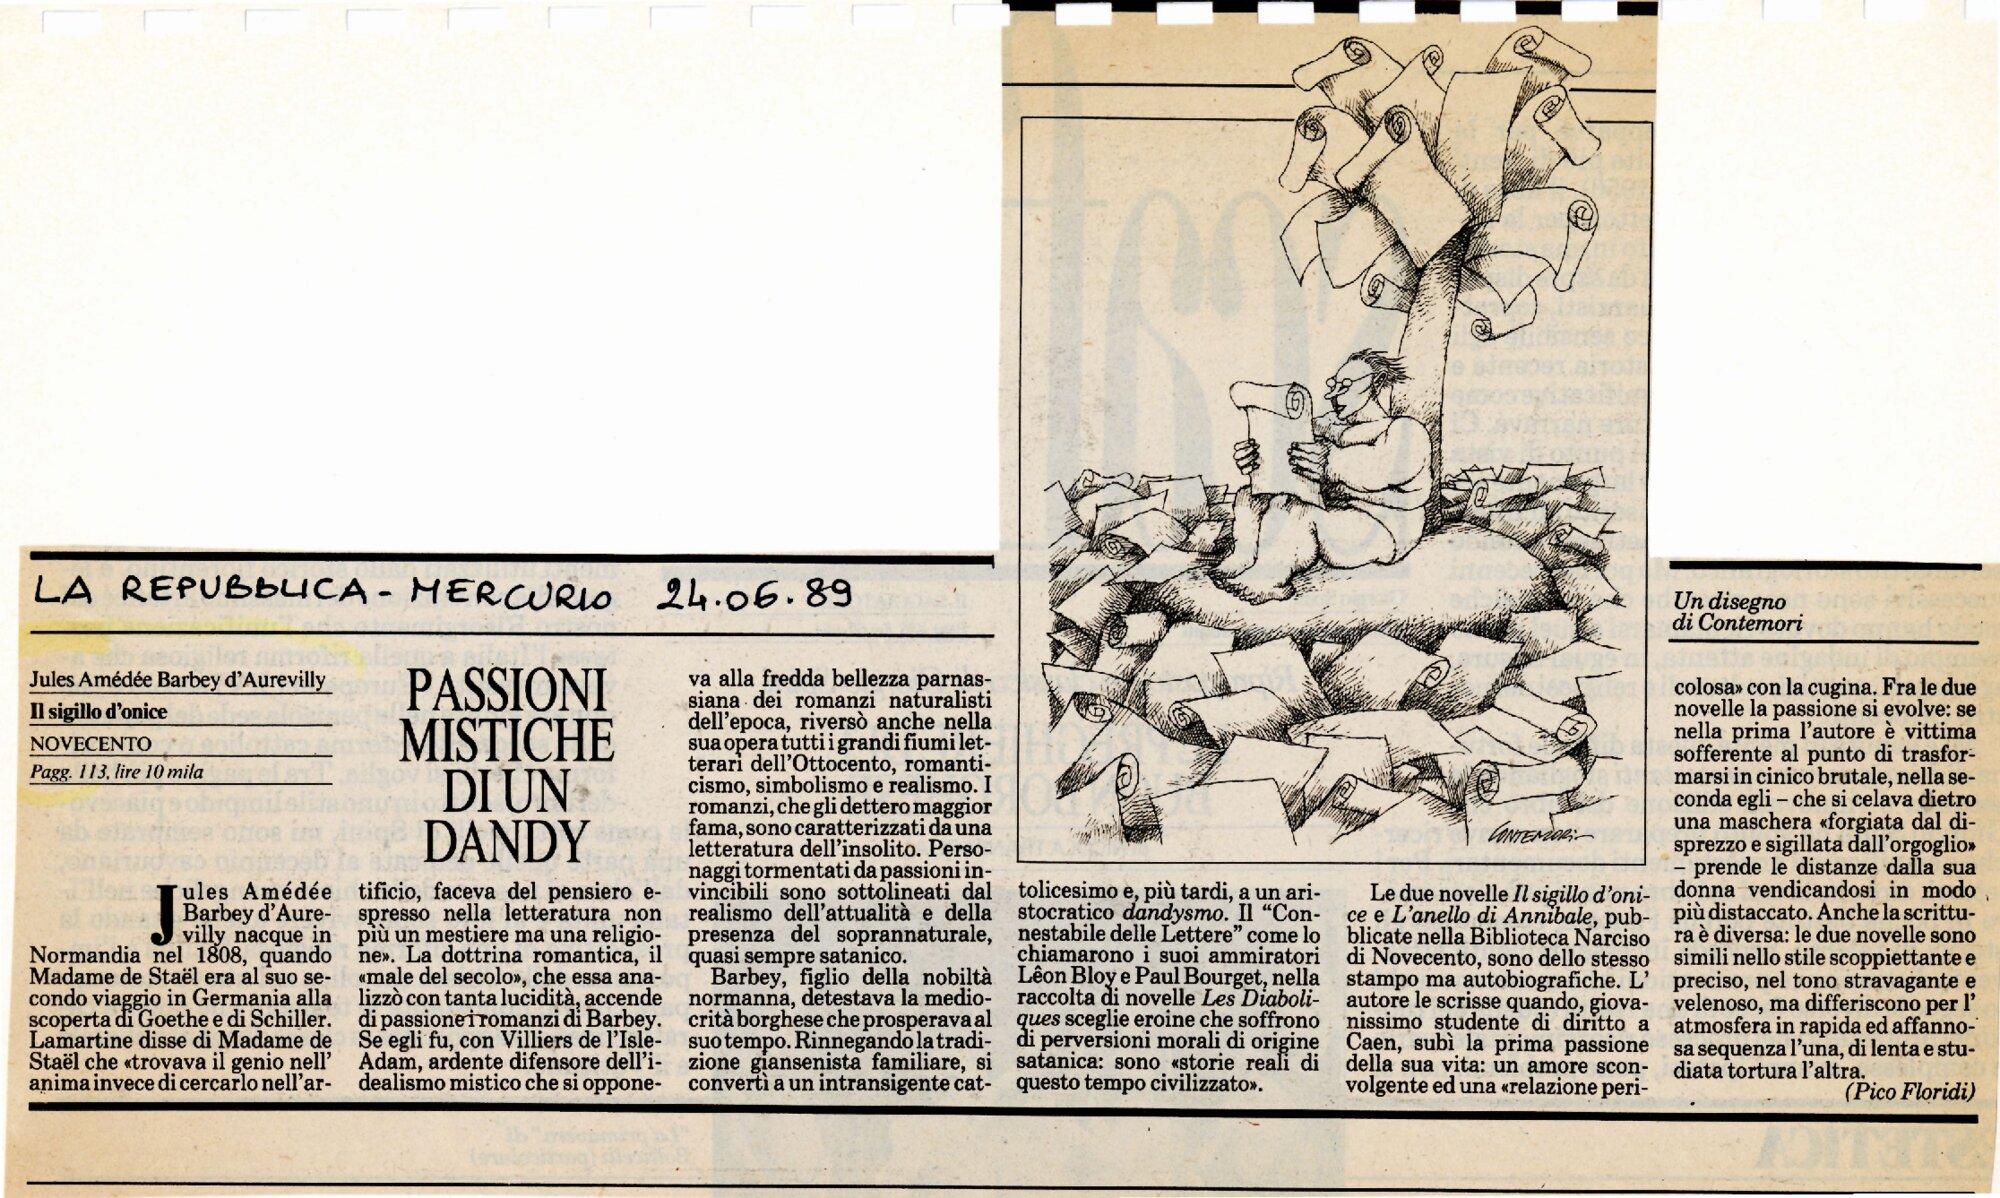 LA REPUBBLICA - MERCURIO 24.06.89
Jules Amédée Barbey d'Aurevilly
Il sigillo d'onice
NOVECENTO
Pagg. 113, lire 10 mila
PASSIONI
MISTICHE
DI UN
DANDY
Jules Amédée
Barbey d'Aure-
villy nacque in
Normandia nel 1808, quando
Madame de Staël era al suo se-
condo viaggio in Germania alla
scoperta di Goethe e di Schiller.
Lamartine disse di Madame de
Staël che «trovava il genio nell'
anima invece di cercarlo nell'ar-
tificio, faceva del pensiero e-
spresso nella letteratura non
più un mestiere ma una religio-
ne». La dottrina romantica, il
«male del secolo», che essa ana-
lizzò con tanta lucidità, accende
di passione i romanzi di Barbey.
Se egli fu, con Villiers de l'Isle-
Adam, ardente difensore dell'i-
dealismo mistico che si oppone-
va alla fredda bellezza parnas-
siana dei romanzi naturalisti
dell'epoca, riversò anche nella
sua opera tutti i grandi fiumi let-
terari dell'Ottocento, romanti-
cismo, simbolismo e realismo. I
romanzi, che gli dettero maggior
fama, sono caratterizzati da una
letteratura dell'insolito. Perso-
naggi tormentati da passioni in-
vincibili sono sottolineati dal
realismo dell'attualità e della
presenza del soprannaturale,
quasi sempre satanico.
Barbey, figlio della nobiltà
normanna, detestava la medio-
crità borghese che prosperava al
suo tempo. Rinnegando la tradi-
zione giansenista familiare, si
convertì a un intransigente cat-
CONTEMORI
tolicesimo e, più tardi, a un ari-
stocratico dandysmo. Il "Con-
nestabile delle Lettere" come lo
chiamarono i suoi ammiratori
Lêon Bloy e Paul Bourget, nella
raccolta di novelle Les Diaboli-
ques sceglie eroine che soffrono
di perversioni morali di origine
satanica: sono «storie reali di
questo tempo civilizzato».
Le due novelle Il sigillo d'oni-
ce e L'anello di Annibale, pub-
blicate nella Biblioteca Narciso
di Novecento, sono dello stesso
stampo ma autobiografiche. L'
autore le scrisse quando, giova-
nissimo studente di diritto a
Caen, subì la prima passione
della sua vita: un amore scon-
volgente ed una «relazione peri-
Un disegno
di Contemori
colosa» con la cugina. Fra le due
novelle la passione si evolve: se
nella prima l'autore è vittima
sofferente al punto di trasfor-
marsi in cinico brutale, nella se-
conda egli – che si celava dietro
una maschera «forgiata dal di-
sprezzo e sigillata dall'orgoglio»
– prende le distanze dalla sua
donna vendicandosi in modo
più distaccato. Anche la scrittu-
ra è diversa: le due novelle sono
simili nello stile scoppiettante e
preciso, nel tono stravagante e
velenoso, ma differiscono per l'
atmosfera in rapida ed affanno-
sa sequenza l'una, di lenta e stu-
diata tortura l'altra.
(Pico Floridi)